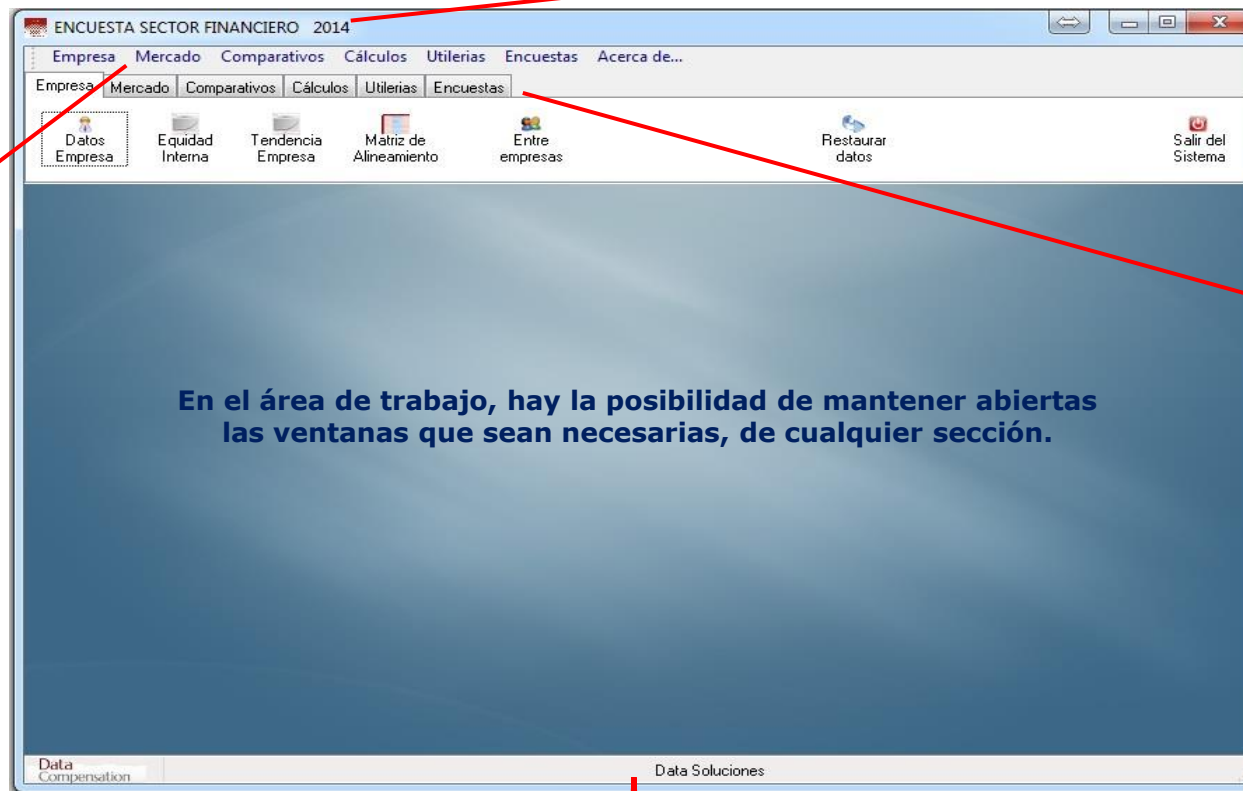 ENCUESTA SECTOR FINANCIERO 2014
Empresa Mercado Comparativos Cálculos Utilerias Encuestas Acerca de...
Empresa Mercado Comparativos Cálculos Utilerias Encuestas
Datos Empresa
Equidad Interna
Tendencia Empresa
Matriz de Alineamiento
Entre empresas
Restaurar datos
Salir del Sistema
En el área de trabajo, hay la posibilidad de mantener abiertas
las ventanas que sean necesarias, de cualquier sección.
Data
Compensation
Data Soluciones